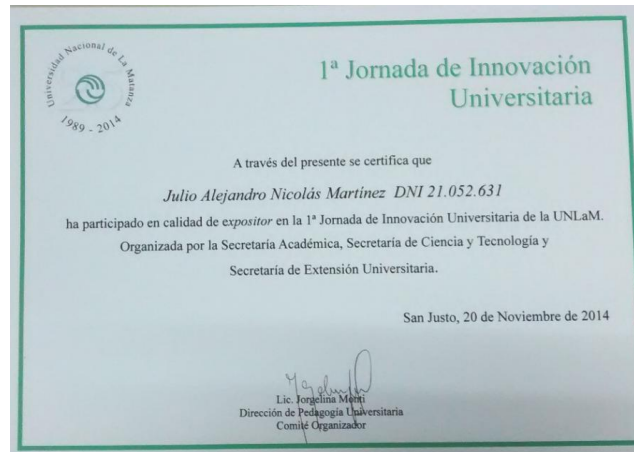 Universidad Nacional de La Matanza
1989 - 2014
1ª Jornada de Innovación
Universitaria
A través del presente se certifica que
Julio Alejandro Nicolás Martínez DNI 21.052.631
ha participado en calidad de expositor en la 1ª Jornada de Innovación Universitaria de la UNLaM.
Organizada por la Secretaría Académica, Secretaría de Ciencia y Tecnología y
Secretaría de Extensión Universitaria.
San Justo, 20 de Noviembre de 2014
Lic. Jorgelina Monti
Dirección de Pedagogía Universitaria
Comité Organizador